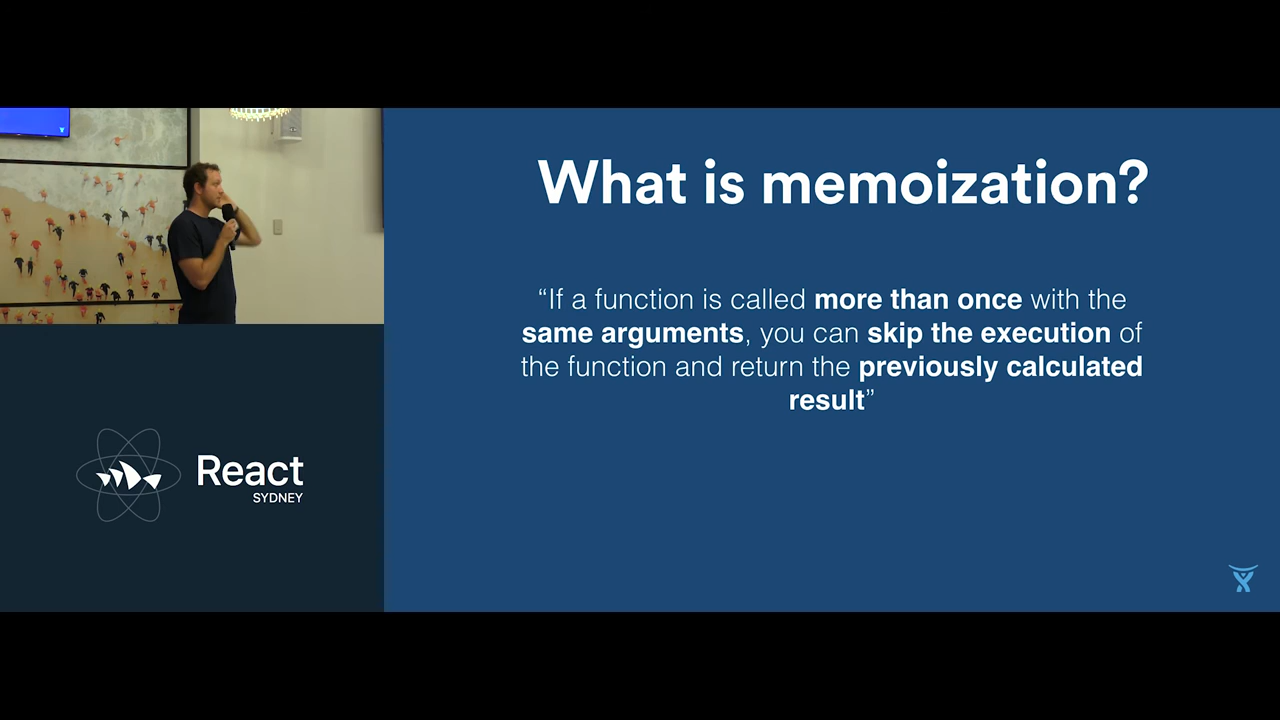 What is memoization?
“If a function is called more than once with the
same arguments, you can skip the execution of
the function and return the previously calculated
result”
React
SYDNEY